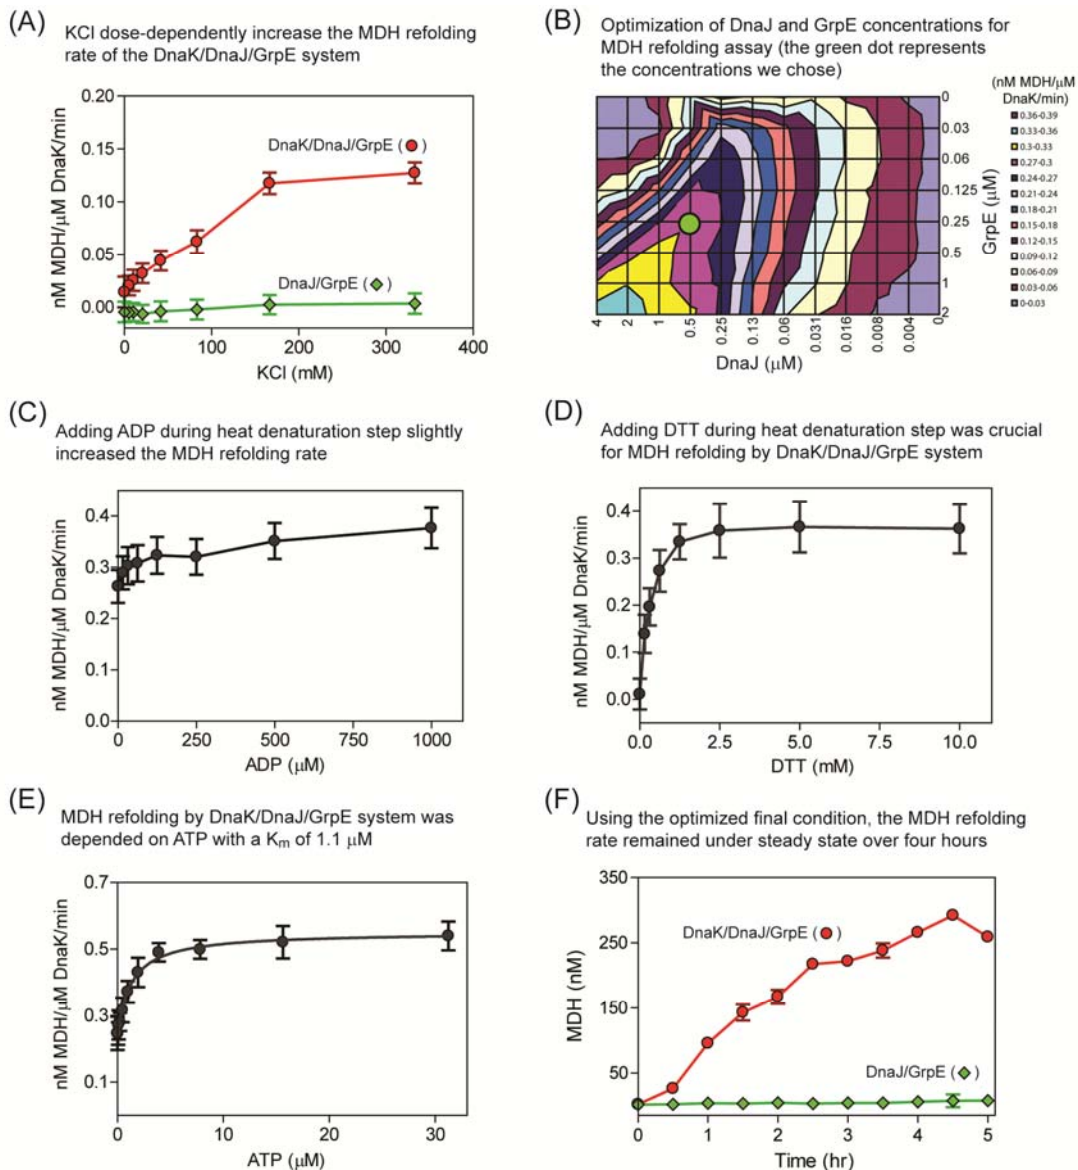 (A)
KCl dose-dependently increase the MDH refolding
rate of the DnaK/DnaJ/GrpE system
nM MDH/μM DnaK/min
0.20
0.15
0.10
0.05
0.00
DnaK/DnaJ/GrpE ( )
DnaJ/GrpE ( )
0 100 200 300 400
KCl (mM)
(B)
Optimization of DnaJ and GrpE concentrations for
MDH refolding assay (the green dot represents
the concentrations we chose)
(nM MDH/μM
DnaK/min)
0.36-0.39
0.33-0.36
0.3-0.33
0.27-0.3
0.24-0.27
0.21-0.24
0.18-0.21
0.15-0.18
0.12-0.15
0.09-0.12
0.06-0.09
0.03-0.06
0-0.03
0
0.03
0.06
0.125
0.25
0.5
1
2
GrpE (μM)
4 2 1 0.5 0.25 0.13 0.06 0.031 0.016 0.008 0.004 0
DnaJ (μM)
(C)
Adding ADP during heat denaturation step slightly
increased the MDH refolding rate
nM MDH/μM DnaK/min
0.4
0.3
0.2
0.1
0.0
0 250 500 750 1000
ADP (μM)
(D)
Adding DTT during heat denaturation step was crucial
for MDH refolding by DnaK/DnaJ/GrpE system
nM MDH/μM DnaK/min
0.4
0.3
0.2
0.1
0.0
0.0 2.5 5.0 7.5 10.0
DTT (mM)
(E)
MDH refolding by DnaK/DnaJ/GrpE system was
depended on ATP with a Km of 1.1 μM
nM MDH/μM DnaK/min
0.7
0.5
0.3
0.1
0 10 20 30
ATP (μM)
(F)
Using the optimized final condition, the MDH refolding
rate remained under steady state over four hours
MDH (nM)
350
250
150
50
DnaK/DnaJ/GrpE ( )
DnaJ/GrpE ( )
0 1 2 3 4 5
Time (hr)